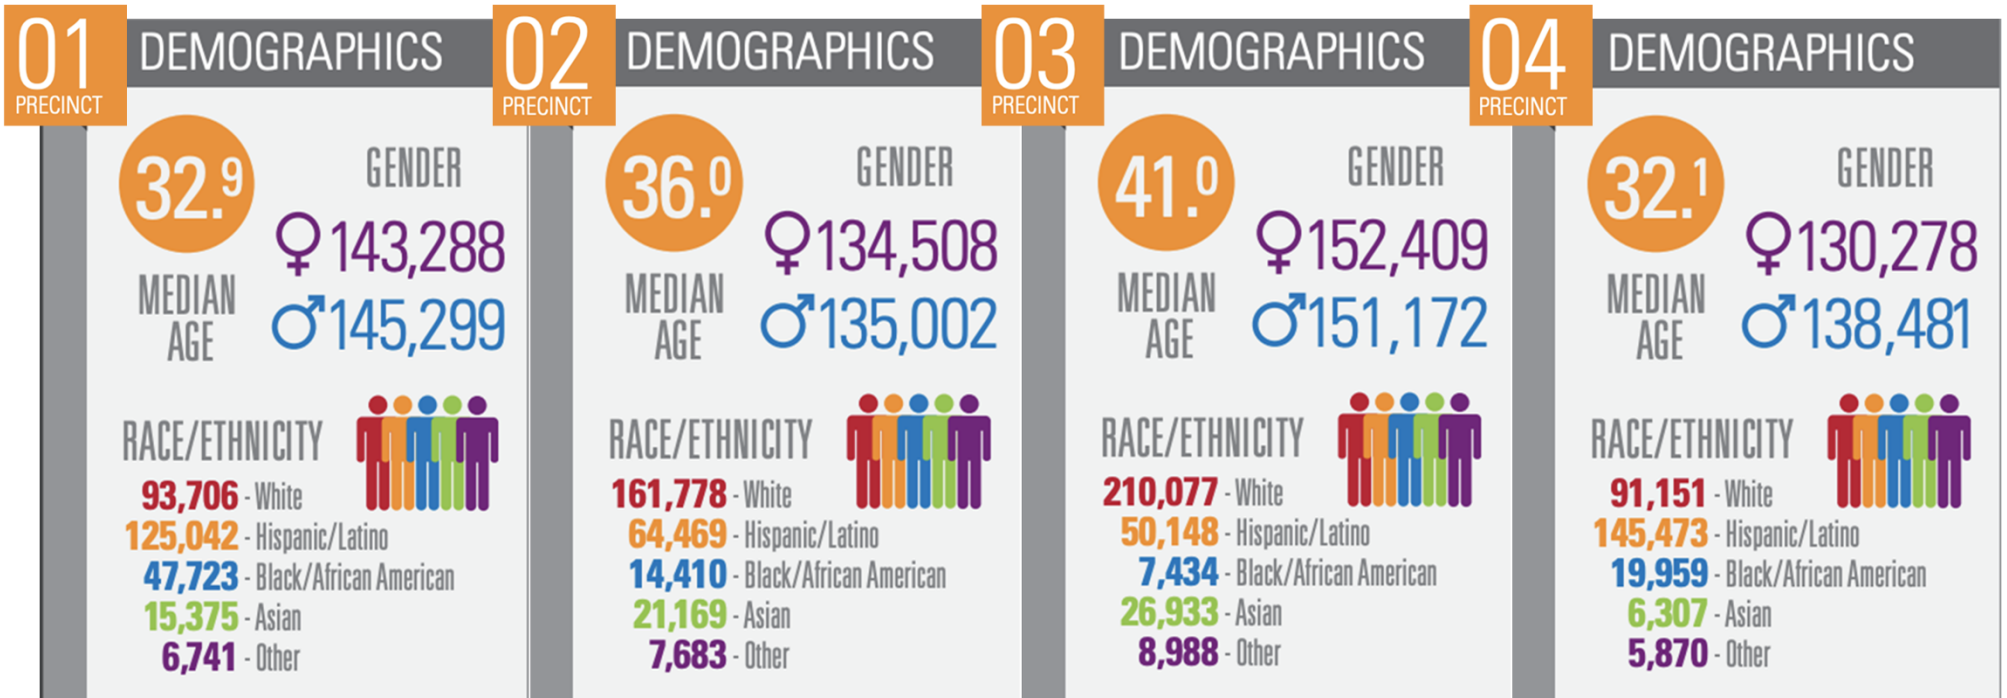 01
PRECINCT
DEMOGRAPHICS
32.9
MEDIAN
AGE
GENDER
♀143,288
♂145,299
RACE/ETHNICITY
93,706 - White
125,042 - Hispanic/Latino
47,723 - Black/African American
15,375 - Asian
6,741 - Other
02
PRECINCT
DEMOGRAPHICS
36.0
MEDIAN
AGE
GENDER
♀134,508
♂135,002
RACE/ETHNICITY
161,778 - White
64,469 - Hispanic/Latino
14,410 - Black/African American
21,169 - Asian
7,683 - Other
03
PRECINCT
DEMOGRAPHICS
41.0
MEDIAN
AGE
GENDER
♀152,409
♂151,172
RACE/ETHNICITY
210,077 - White
50,148 - Hispanic/Latino
7,434 - Black/African American
26,933 - Asian
8,988 - Other
04
PRECINCT
DEMOGRAPHICS
32.1
MEDIAN
AGE
GENDER
♀130,278
♂138,481
RACE/ETHNICITY
91,151 - White
145,473 - Hispanic/Latino
19,959 - Black/African American
6,307 - Asian
5,870 - Other